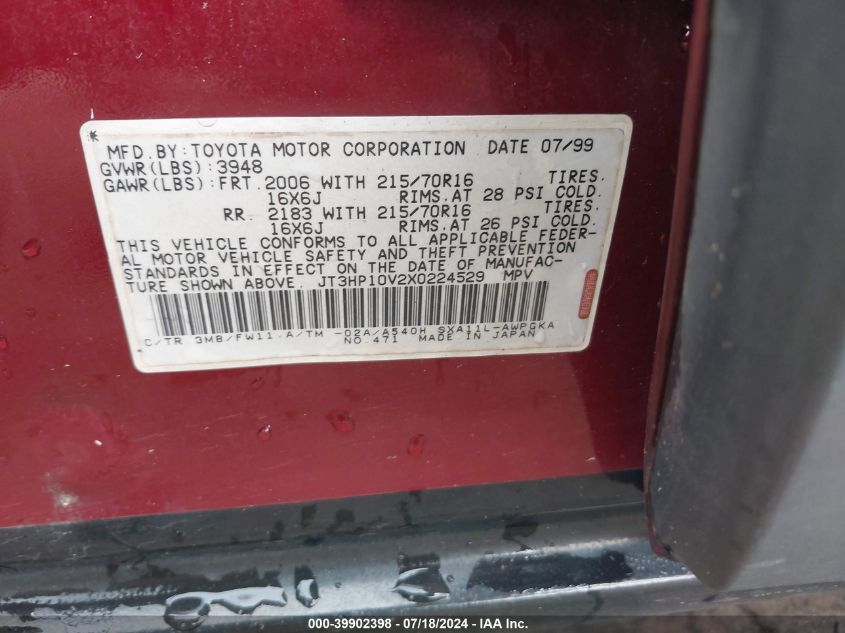 MFD. BY: TOYOTA MOTOR CORPORATION DATE 07/99
GVWR(LBS): 3948
GAWR(LBS): FRT. 2006 WITH 215/70R16 TIRES.
16X6J RIMS. AT 28 PSI COLD.
RR. 2183 WITH 215/70R16 TIRES.
16X6J RIMS. AT 26 PSI COLD.
THIS VEHICLE CONFORMS TO ALL APPLICABLE FEDER-
AL MOTOR VEHICLE SAFETY AND THEFT PREVENTION
STANDARDS IN EFFECT ON THE DATE OF MANUFAC-
TURE SHOWN ABOVE. JT3HP10V2X0224529 MPV
C/TR 3M8/FW11 A/TM -02A/A540H SXA11L-AWPGKA
NO.471 MADE IN JAPAN
000-39902398 - 07/18/2024 - IAA Inc.